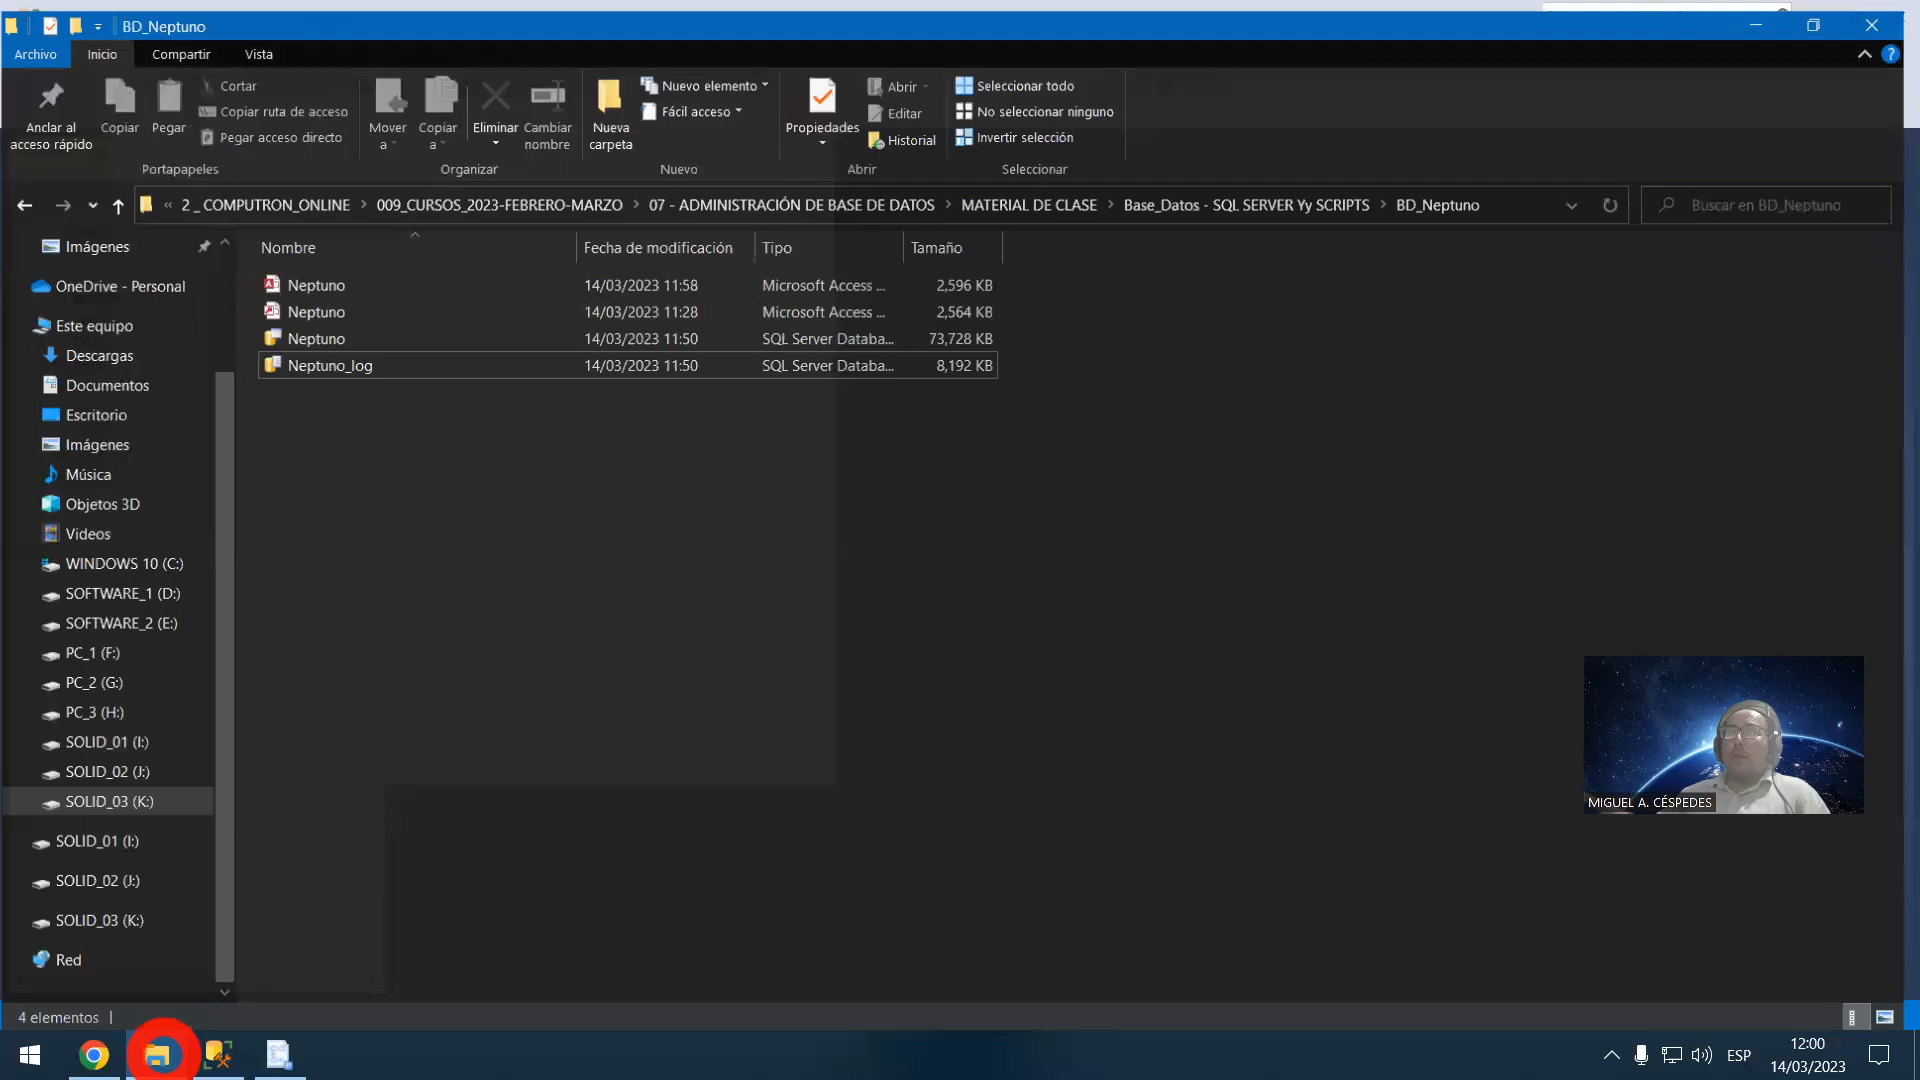 BD_Neptuno
Archivo
Inicio
Compartir
Vista
Anclar al
acceso rápido
Copiar
Pegar
Cortar
Copiar ruta de acceso
Pegar acceso directo
Portapapeles
Mover
a
Copiar
a
Eliminar
Cambiar
nombre
Organizar
Nueva
carpeta
Nuevo elemento
Fácil acceso
Nuevo
Propiedades
Abrir
Editar
Historial
Abrir
Seleccionar todo
No seleccionar ninguno
Invertir selección
Seleccionar
« 2 _ COMPUTRON_ONLINE > 009_CURSOS_2023-FEBRERO-MARZO > 07 - ADMINISTRACIÓN DE BASE DE DATOS > MATERIAL DE CLASE > Base_Datos - SQL SERVER Yy SCRIPTS > BD_Neptuno
Buscar en BD_Neptuno
Imágenes
OneDrive - Personal
Este equipo
Descargas
Documentos
Escritorio
Imágenes
Música
Objetos 3D
Videos
WINDOWS 10 (C:)
SOFTWARE_1 (D:)
SOFTWARE_2 (E:)
PC_1 (F:)
PC_2 (G:)
PC_3 (H:)
SOLID_01 (I:)
SOLID_02 (J:)
SOLID_03 (K:)
SOLID_01 (I:)
SOLID_02 (J:)
SOLID_03 (K:)
Red
Nombre Fecha de modificación Tipo Tamaño
Neptuno 14/03/2023 11:58 Microsoft Access ... 2,596 KB
Neptuno 14/03/2023 11:28 Microsoft Access ... 2,564 KB
Neptuno 14/03/2023 11:50 SQL Server Databa... 73,728 KB
Neptuno_log 14/03/2023 11:50 SQL Server Databa... 8,192 KB
MIGUEL A. CÉSPEDES
4 elementos
ESP
12:00
14/03/2023